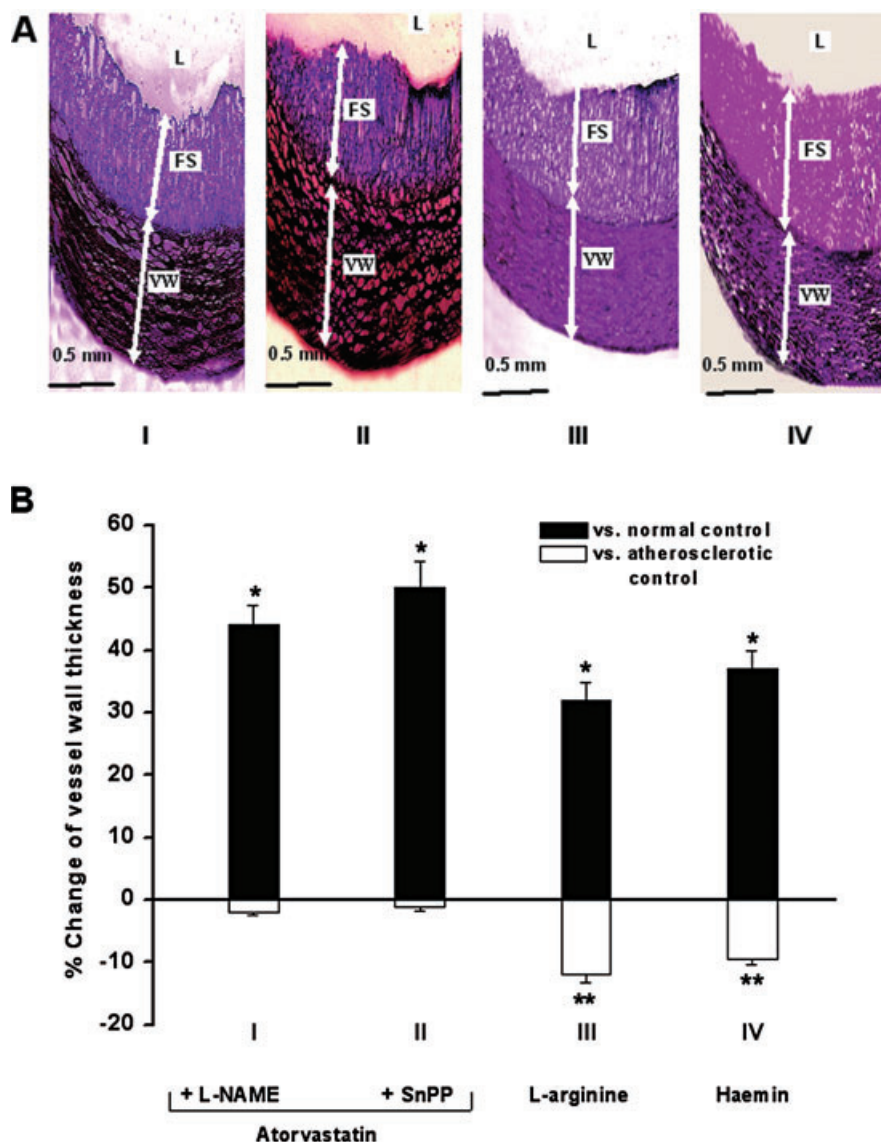 A
L
L
L
L
FS
FS
FS
FS
VW
VW
VW
VW
0.5 mm
0.5 mm
0.5 mm
0.5 mm
I
II
III
IV
B
% Change of vessel wall thickness
60
50
40
30
20
10
0
-10
-20
vs. normal control
vs. atherosclerotic
control
*
*
*
*
**
**
I
II
III
IV
+ L-NAME
+ SnPP
L-arginine
Haemin
Atorvastatin